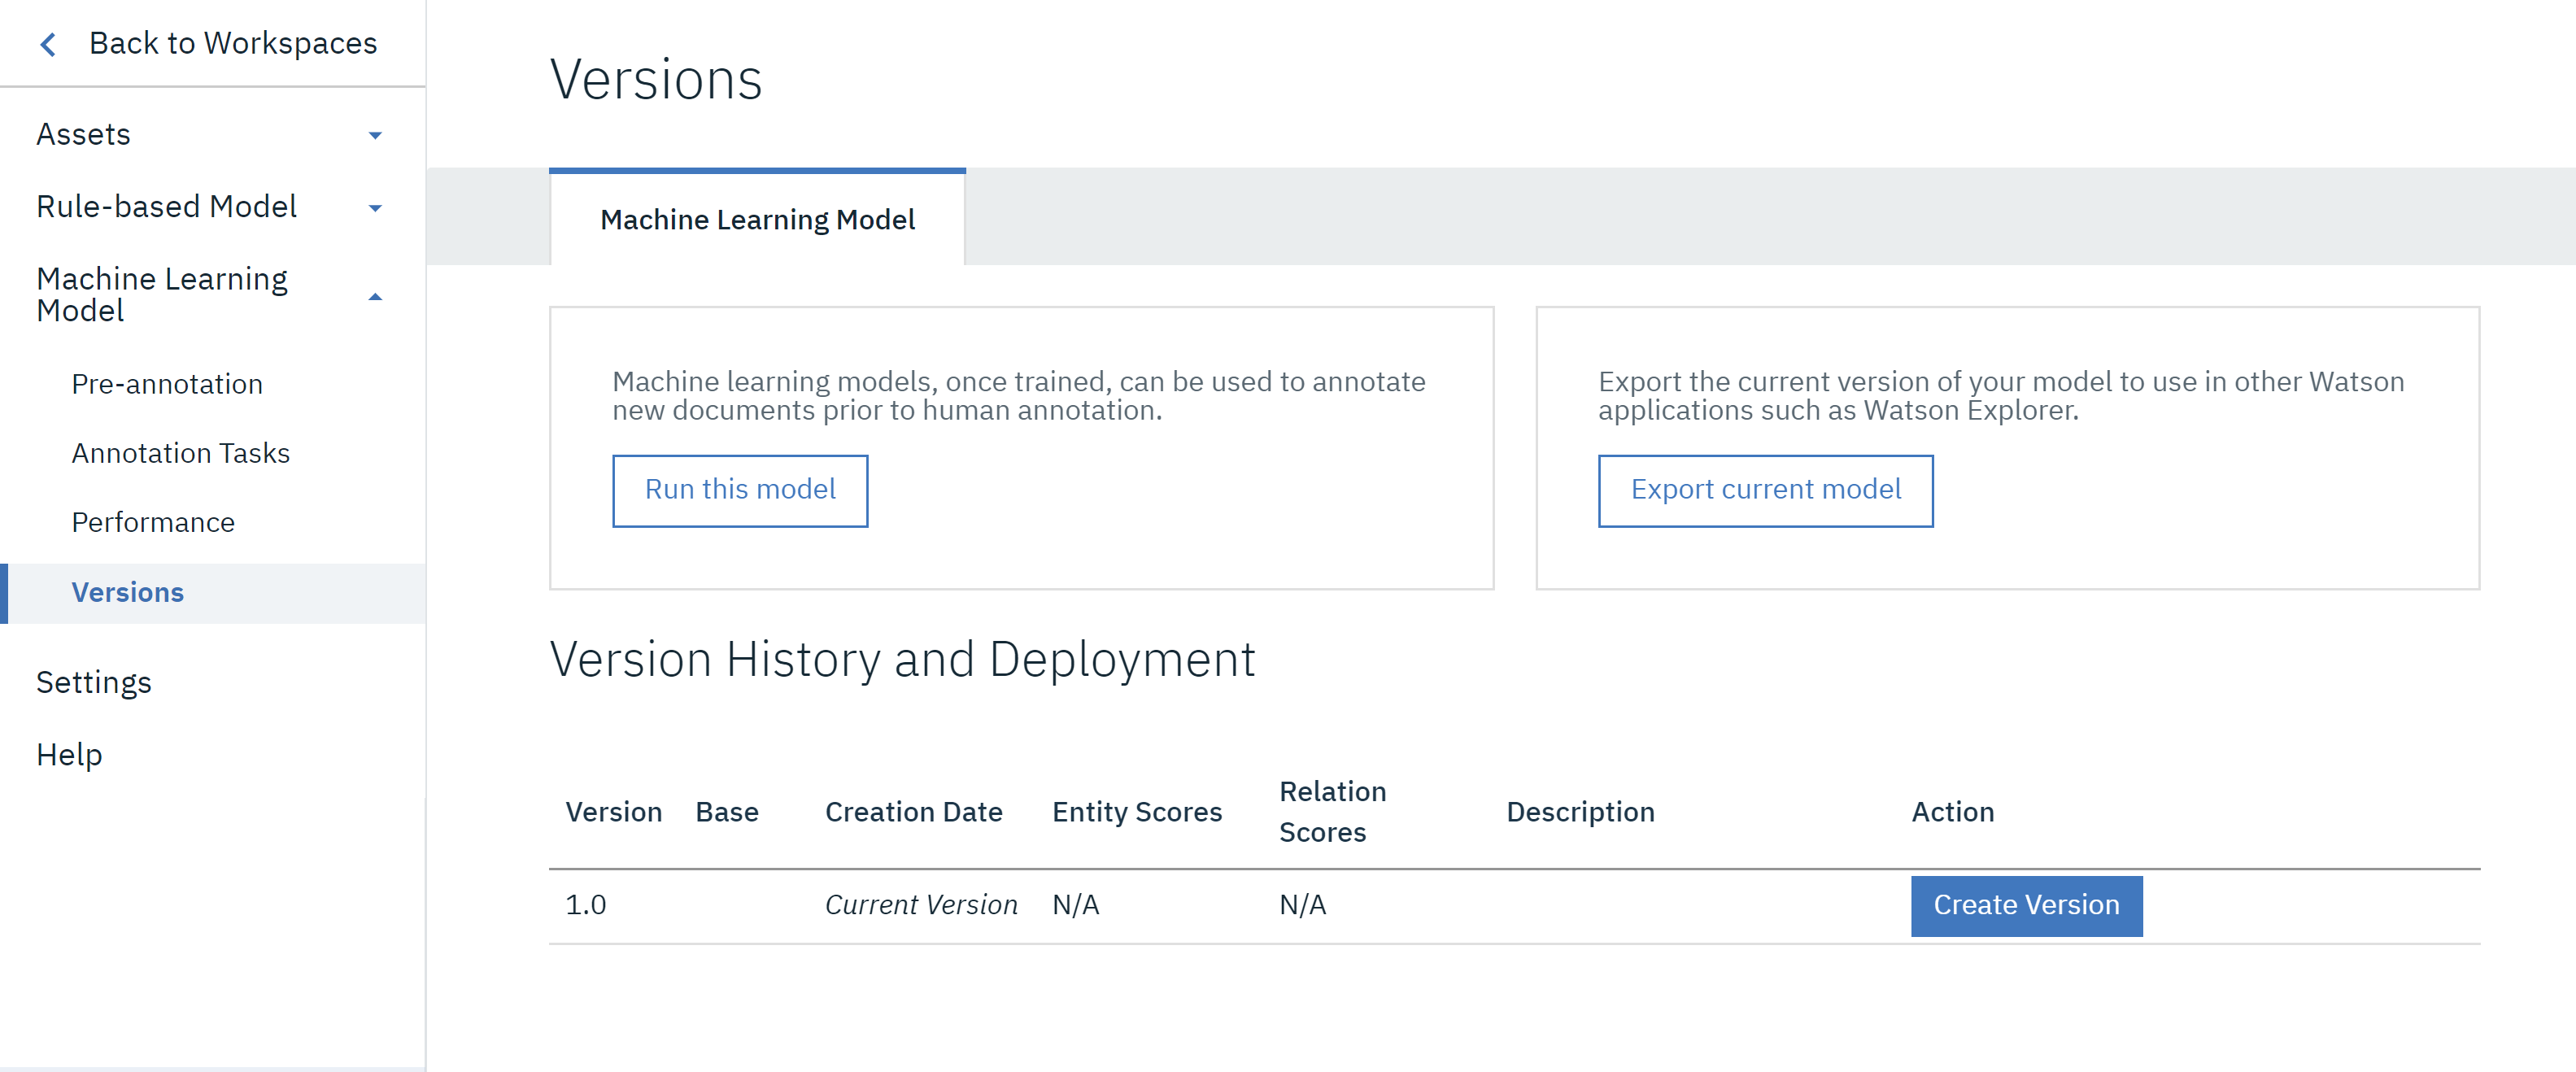 Back to Workspaces
Assets
Rule-based Model
Machine Learning
Model
Pre-annotation
Annotation Tasks
Performance
Versions
Settings
Help
Versions
Machine Learning Model
Machine learning models, once trained, can be used to annotate
new documents prior to human annotation.
Run this model
Export the current version of your model to use in other Watson
applications such as Watson Explorer.
Export current model
Version History and Deployment
Version Base Creation Date Entity Scores Relation Scores Description Action
1.0 Current Version N/A N/A Create Version